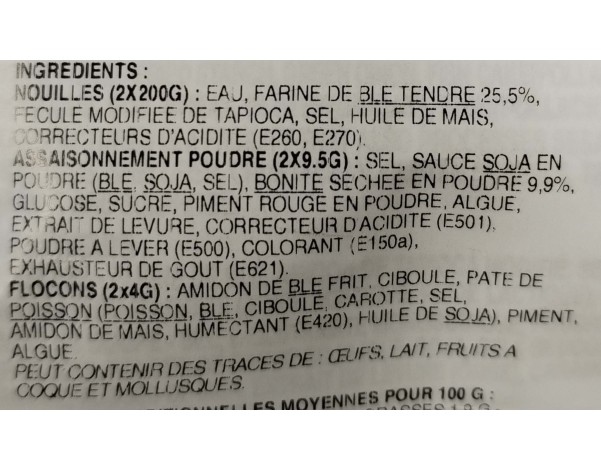 INGREDIENTS :
NOUILLES (2X200G) : EAU, FARINE DE BLE TENDRE 25,5%,
FECULE MODIFIEE DE TAPIOCA, SEL, HUILE DE MAIS,
CORRECTEURS D'ACIDITE (E260, E270).
ASSAISONNEMENT POUDRE (2X9.5G) : SEL, SAUCE SOJA EN
POUDRE (BLE, SOJA, SEL), BONITE SECHEE EN POUDRE 9,9%,
GLUCOSE, SUCRE, PIMENT ROUGE EN POUDRE, ALGUE,
EXTRAIT DE LEVURE, CORRECTEUR D'ACIDITE (E501),
POUDRE A LEVER (E500), COLORANT (E150a),
EXHAUSTEUR DE GOUT (E621).
FLOCONS (2x4G) : AMIDON DE BLE FRIT, CIBOULE, PATE DE
POISSON (POISSON, BLE, CIBOULE, CAROTTE, SEL,
AMIDON DE MAIS, HUMECTANT (E420), HUILE DE SOJA), PIMENT,
ALGUE.
PEUT CONTENIR DES TRACES DE : ŒUFS, LAIT, FRUITS A
COQUE ET MOLLUSQUES.
MOYENNES POUR 100 G :